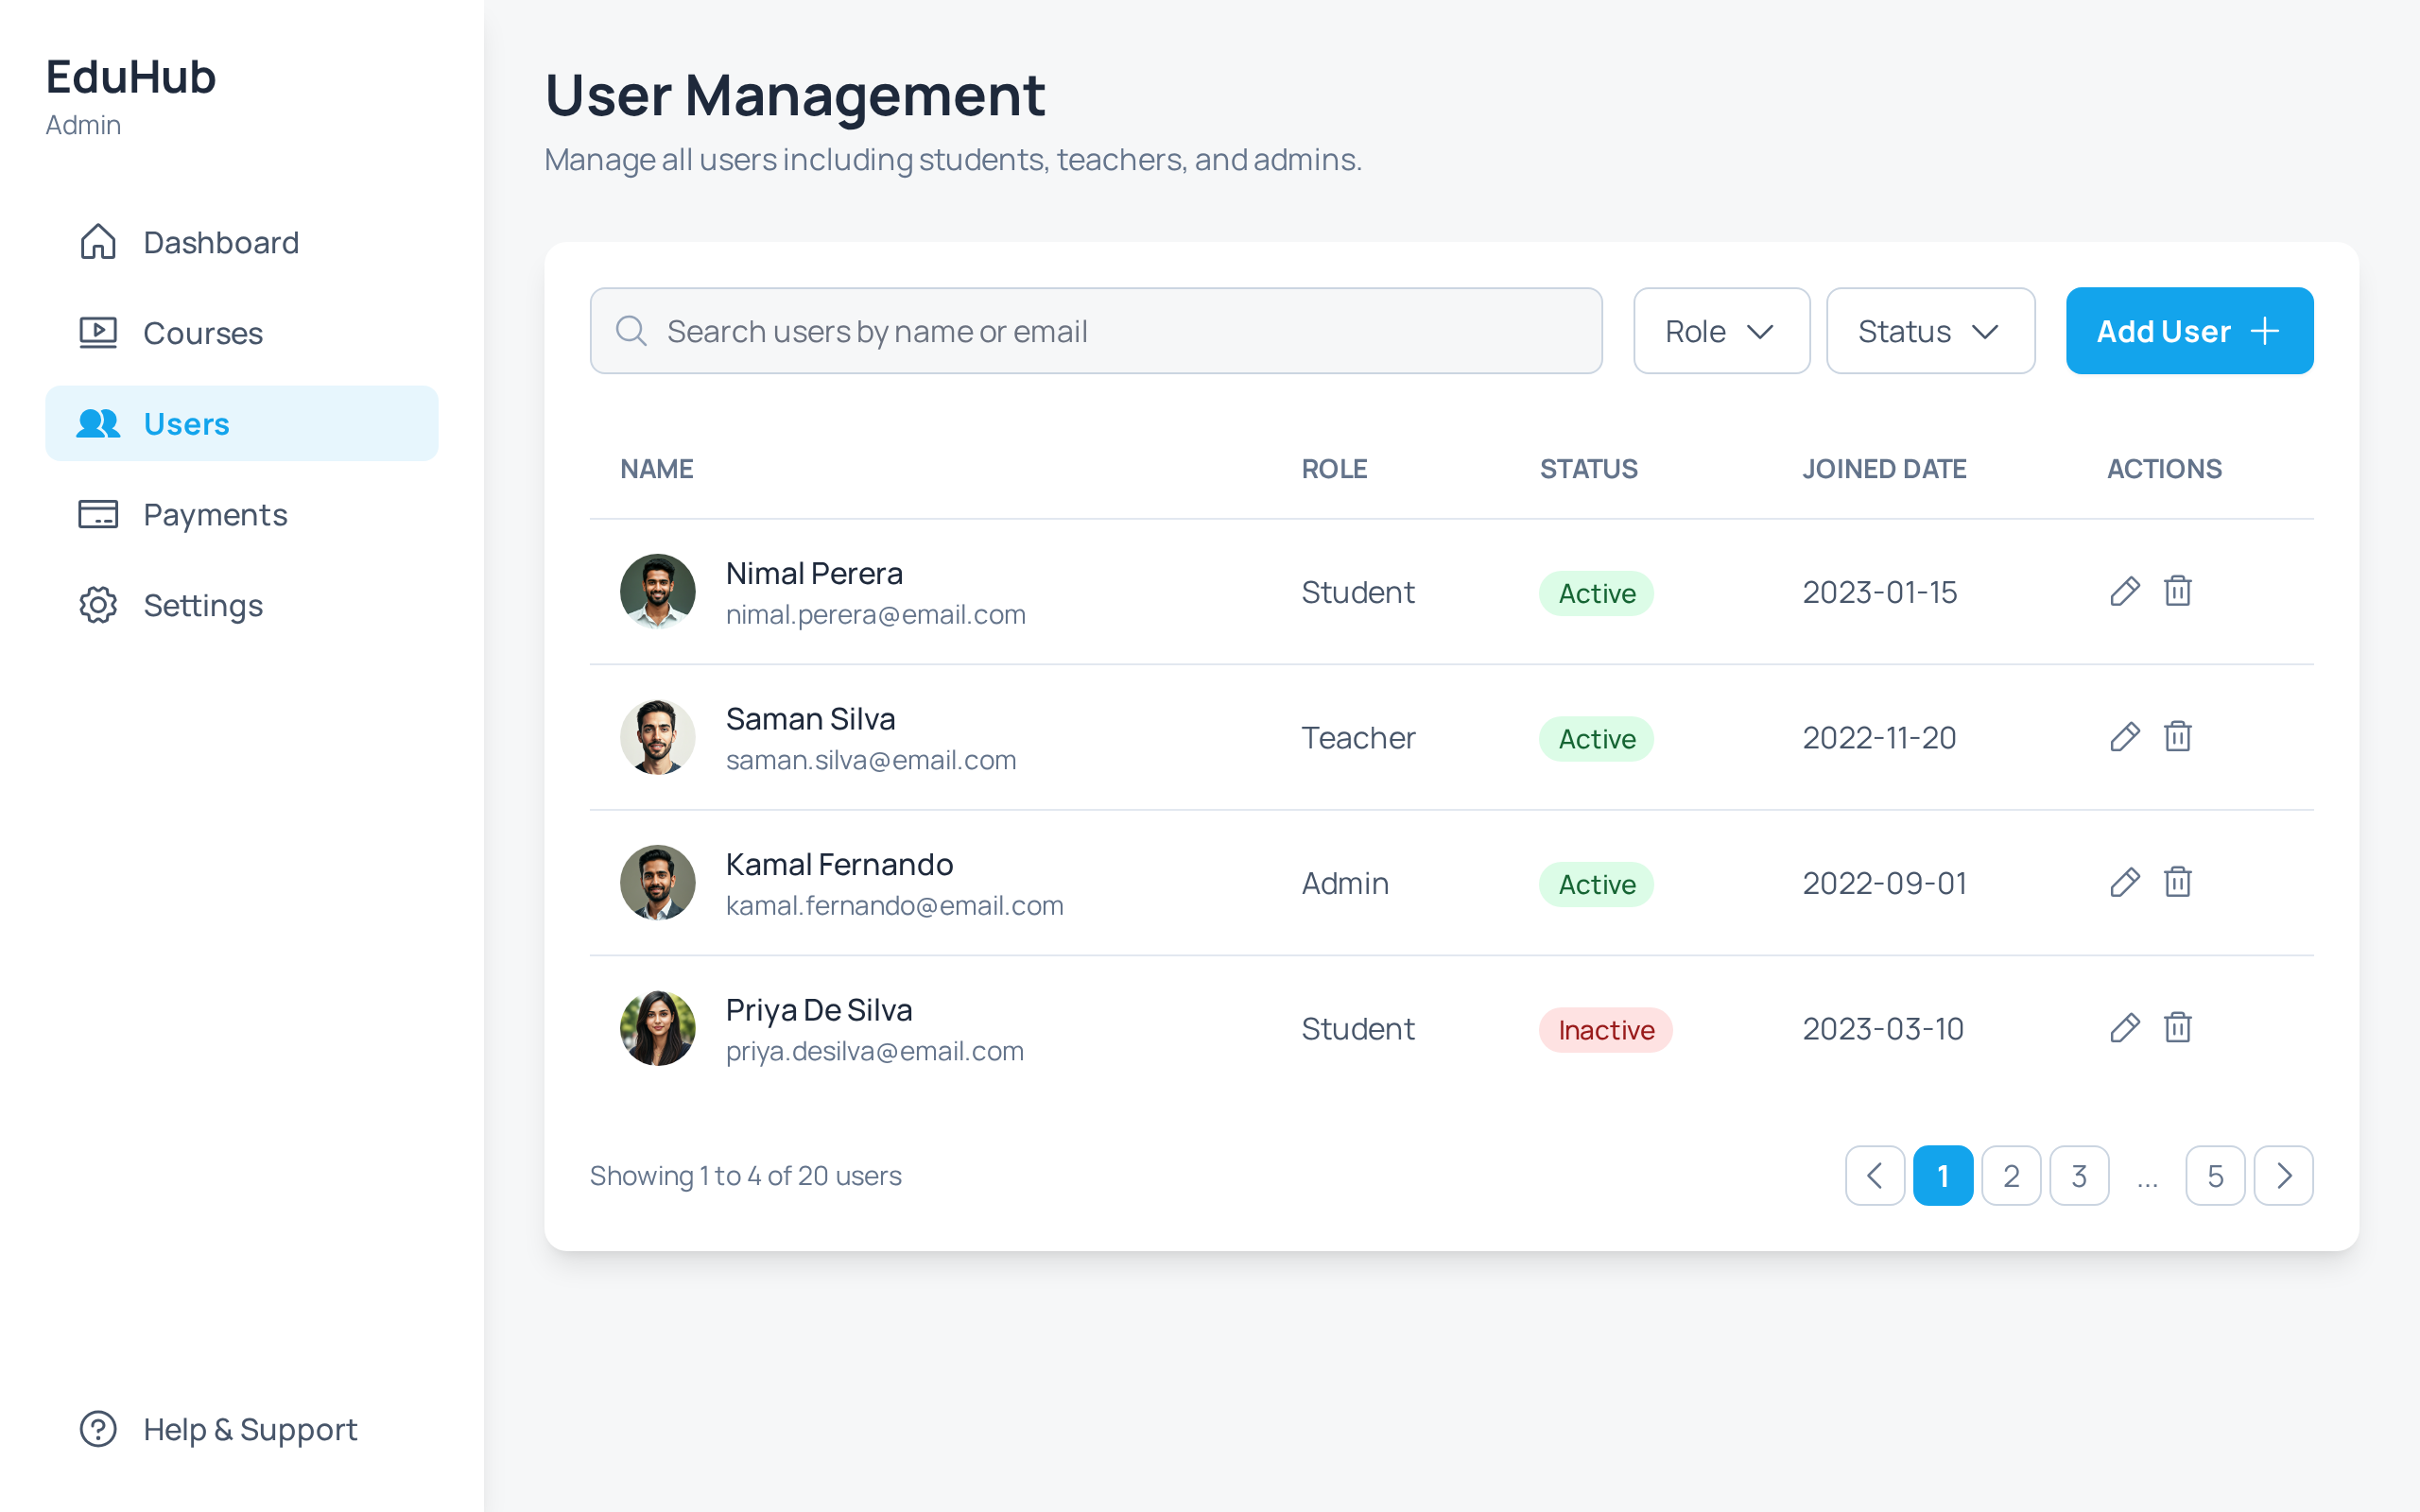 EduHub
Admin
Dashboard
Courses
Users
Payments
Settings
Help & Support
User Management
Manage all users including students, teachers, and admins.
Search users by name or email
Role
Status
Add User
NAME ROLE STATUS JOINED DATE ACTIONS
Nimal Perera
nimal.perera@email.com
Student Active 2023-01-15
Saman Silva
saman.silva@email.com
Teacher Active 2022-11-20
Kamal Fernando
kamal.fernando@email.com
Admin Active 2022-09-01
Priya De Silva
priya.desilva@email.com
Student Inactive 2023-03-10
Showing 1 to 4 of 20 users
1 2 3 ... 5